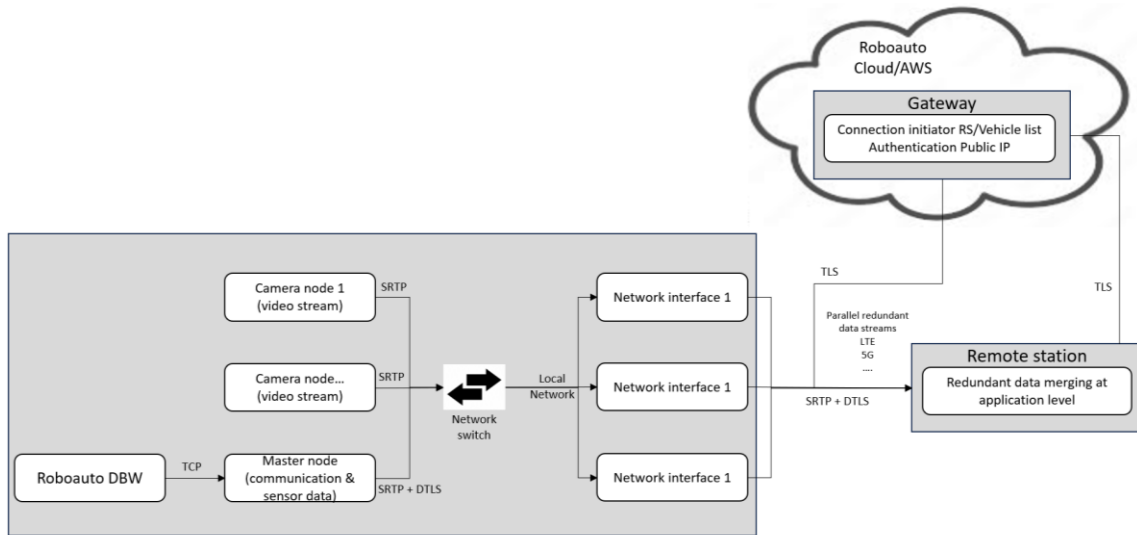 Roboauto
Cloud/AWS
Gateway
Connection initiator RS/Vehicle list
Authentication Public IP
TLS
TLS
Camera node 1
(video stream)
SRTP
Network interface 1
Parallel redundant
data streams
LTE
5G
....
Remote station
Redundant data merging at
application level
Camera node...
(video stream)
SRTP
Network
switch
Local
Network
Network interface 1
SRTP + DTLS
Roboauto DBW
TCP
Master node
(communication &
sensor data)
SRTP + DTLS
Network interface 1